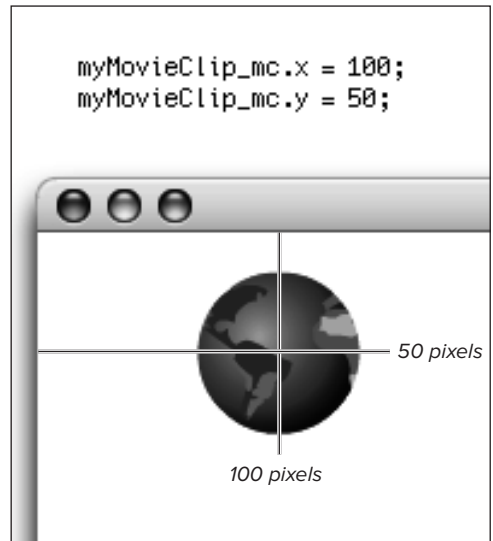 myMovieClip_mc.x = 100;
myMovieClip_mc.y = 50;
50 pixels
100 pixels